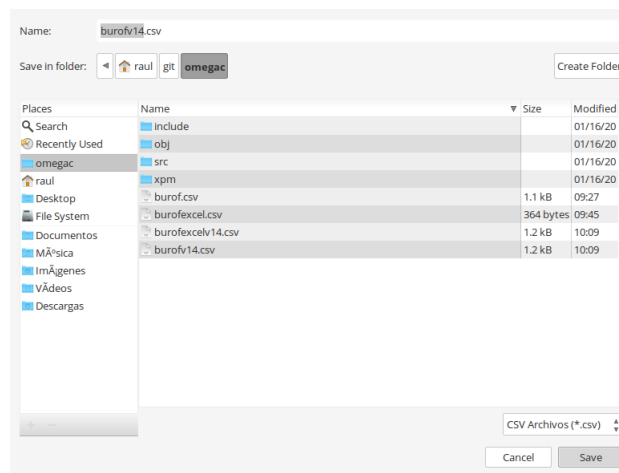 Name: burofv14.csv
Save in folder: raul git omegac Create Folder
Places Name Size Modified
Search include 01/16/20
Recently Used obj 01/16/20
omegac src 01/16/20
raul xpm 01/16/20
Desktop burof.csv 1.1 kB 09:27
File System burofexcel.csv 364 bytes 09:45
Documentos burofexcelv14.csv 1.2 kB 10:09
MÃºsica burofv14.csv 1.2 kB 10:09
ImÃ¡genes
VÃ­deos
Descargas
CSV Archivos (*.csv)
Cancel Save